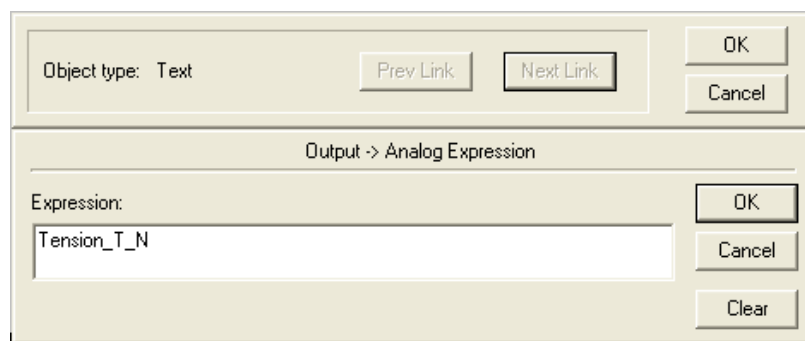 Object type: Text
Prev Link
Next Link
OK
Cancel
Output -> Analog Expression
Expression:
Tension_T_N
OK
Cancel
Clear